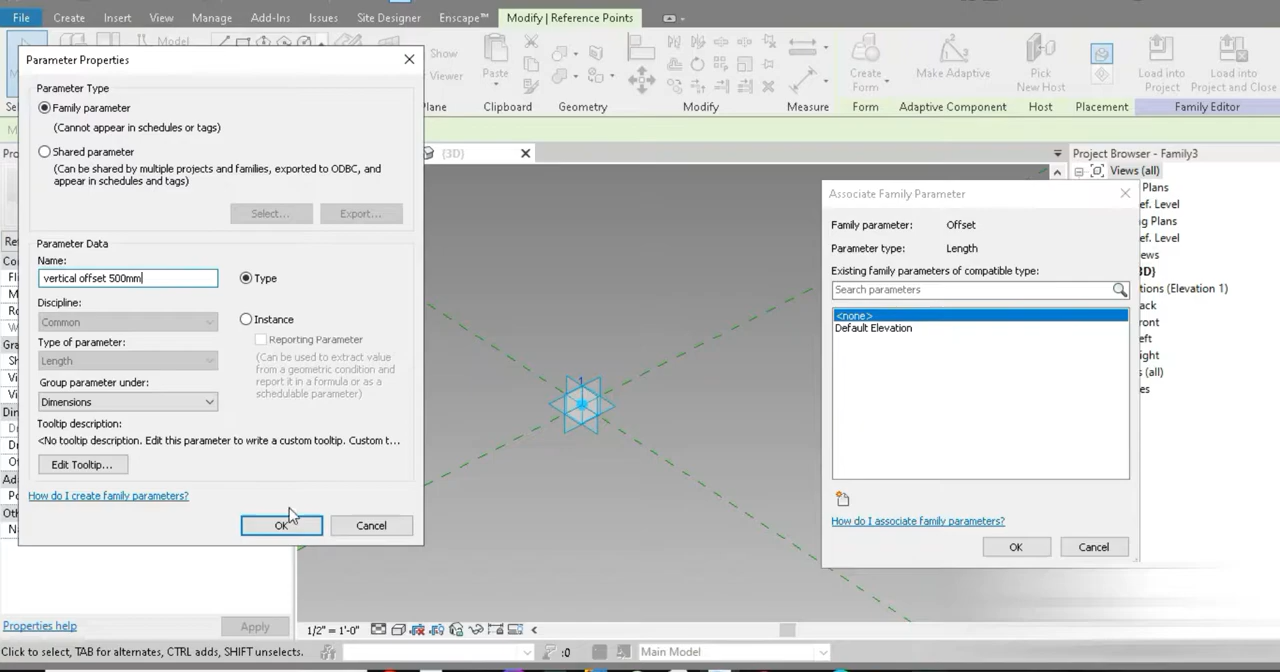 File Create Insert View Manage Add-Ins Issues Site Designer Enscape™ Modify | Reference Points
Model
Show
Viewer
Paste
Create
Form
Make Adaptive
Pick
New Host
Load into
Project
Load into
Project and Close
Plane Clipboard Geometry Modify Measure Form Adaptive Component Host Placement Family Editor
Parameter Properties
Parameter Type
Family parameter
(Cannot appear in schedules or tags)
Shared parameter
(Can be shared by multiple projects and families, exported to ODBC, and
appear in schedules and tags)
Select... Export...
Parameter Data
Name:
vertical offset 500mm
Type
Discipline:
Common
Instance
Type of parameter:
Reporting Parameter
Length
(Can be used to extract value
from a geometric condition and
report it in a formula or as a
schedulable parameter)
Group parameter under:
Dimensions
Tooltip description:
<No tooltip description. Edit this parameter to write a custom tooltip. Custom t...
Edit Tooltip...
How do I create family parameters?
OK Cancel
{3D}
1
Associate Family Parameter
Family parameter: Offset
Parameter type: Length
Existing family parameters of compatible type:
Search parameters
<none>
Default Elevation
How do I associate family parameters?
OK Cancel
Project Browser - Family3
Views (all)
Plans
ef. Level
ng Plans
ef. Level
ews
3D}
tions (Elevation 1)
ack
ront
eft
ight
s (all)
es
Properties help Apply
1/2" = 1'-0"
Click to select, TAB for alternates, CTRL adds, SHIFT unselects. :0 Main Model